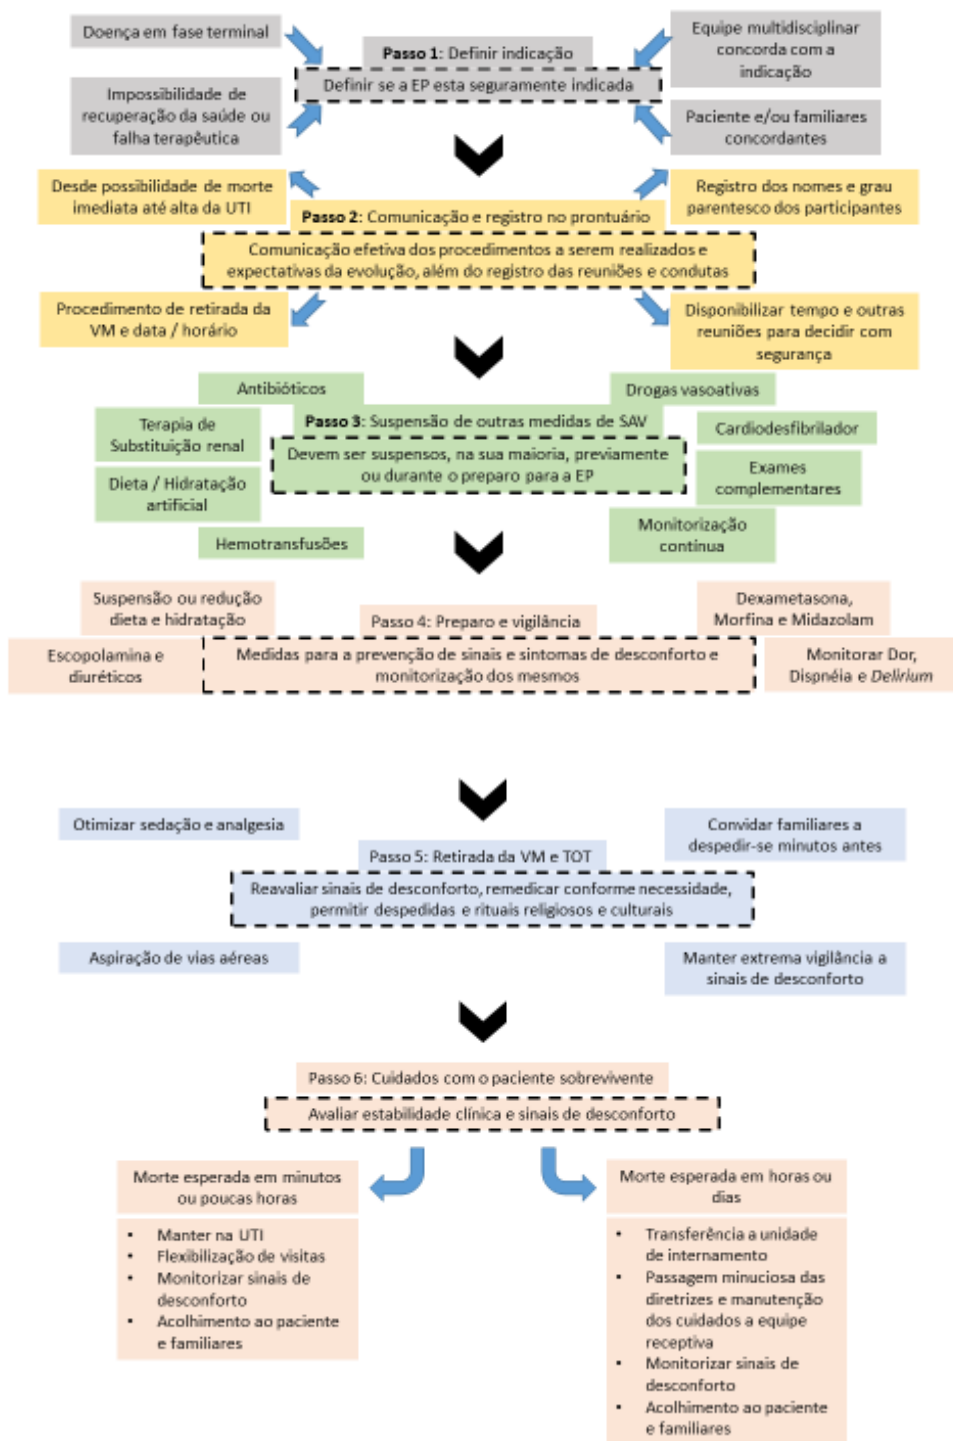 Doença em fase terminal
Passo 1: Definir indicação
Definir se a EP esta seguramente indicada
Equipe multidisciplinar
concorda com a
indicação
Impossibilidade de
recuperação da saúde ou
falha terapêutica
Paciente e/ou familiares
concordantes
Desde possibilidade de morte
imediata até alta da UTI
Registro dos nomes e grau
parentesco dos participantes
Passo 2: Comunicação e registro no prontuário
Comunicação efetiva dos procedimentos a serem realizados e
expectativas da evolução, além do registro das reuniões e condutas
Procedimento de retirada da
VM e data / horário
Disponibilizar tempo e outras
reuniões para decidir com
segurança
Antibióticos
Drogas vasoativas
Passo 3: Suspensão de outras medidas de SAV
Devem ser suspensos, na sua maioria, previamente
ou durante o preparo para a EP
Terapia de
Substituição renal
Cardiodesfibrilador
Dieta / Hidratação
artificial
Exames
complementares
Hemotransfusões
Monitorização
contínua
Suspensão ou redução
dieta e hidratação
Passo 4: Preparo e vigilância
Dexametasona,
Morfina e Midazolam
Escopolamina e
diuréticos
Medidas para a prevenção de sinais e sintomas de desconforto e
monitorização dos mesmos
Monitorar Dor,
Dispnéia e Delirium
Otimizar sedação e analgesia
Convidar familiares a
despedir-se minutos antes
Passo 5: Retirada da VM e TOT
Reavaliar sinais de desconforto, remedicar conforme necessidade,
permitir despedidas e rituais religiosos e culturais
Aspiração de vias aéreas
Manter extrema vigilância a
sinais de desconforto
Passo 6: Cuidados com o paciente sobrevivente
Avaliar estabilidade clínica e sinais de desconforto
Morte esperada em minutos
ou poucas horas
• Manter na UTI
• Flexibilização de visitas
• Monitorizar sinais de
desconforto
• Acolhimento ao paciente
e familiares
Morte esperada em horas ou
dias
• Transferência a unidade
de internamento
• Passagem minuciosa das
diretrizes e manutenção
dos cuidados a equipe
receptiva
• Monitorizar sinais de
desconforto
• Acolhimento ao paciente
e familiares